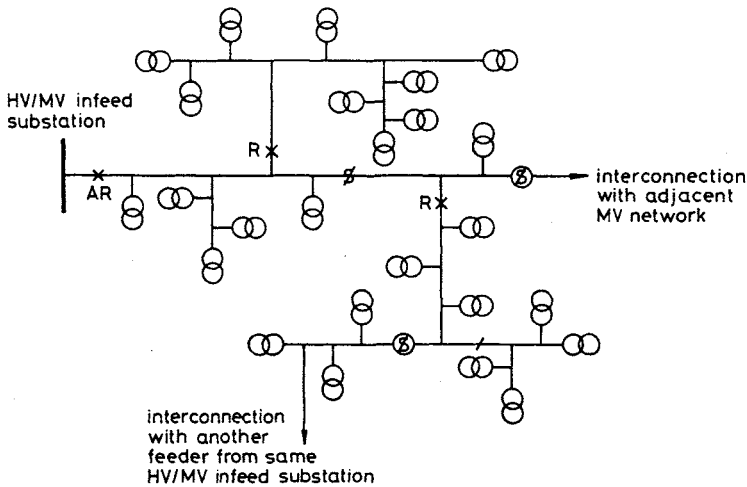 HV/MV infeed
substation
AR
R
R
interconnection
with adjacent
MV network
interconnection
with another
feeder from same
HV/MV infeed substation